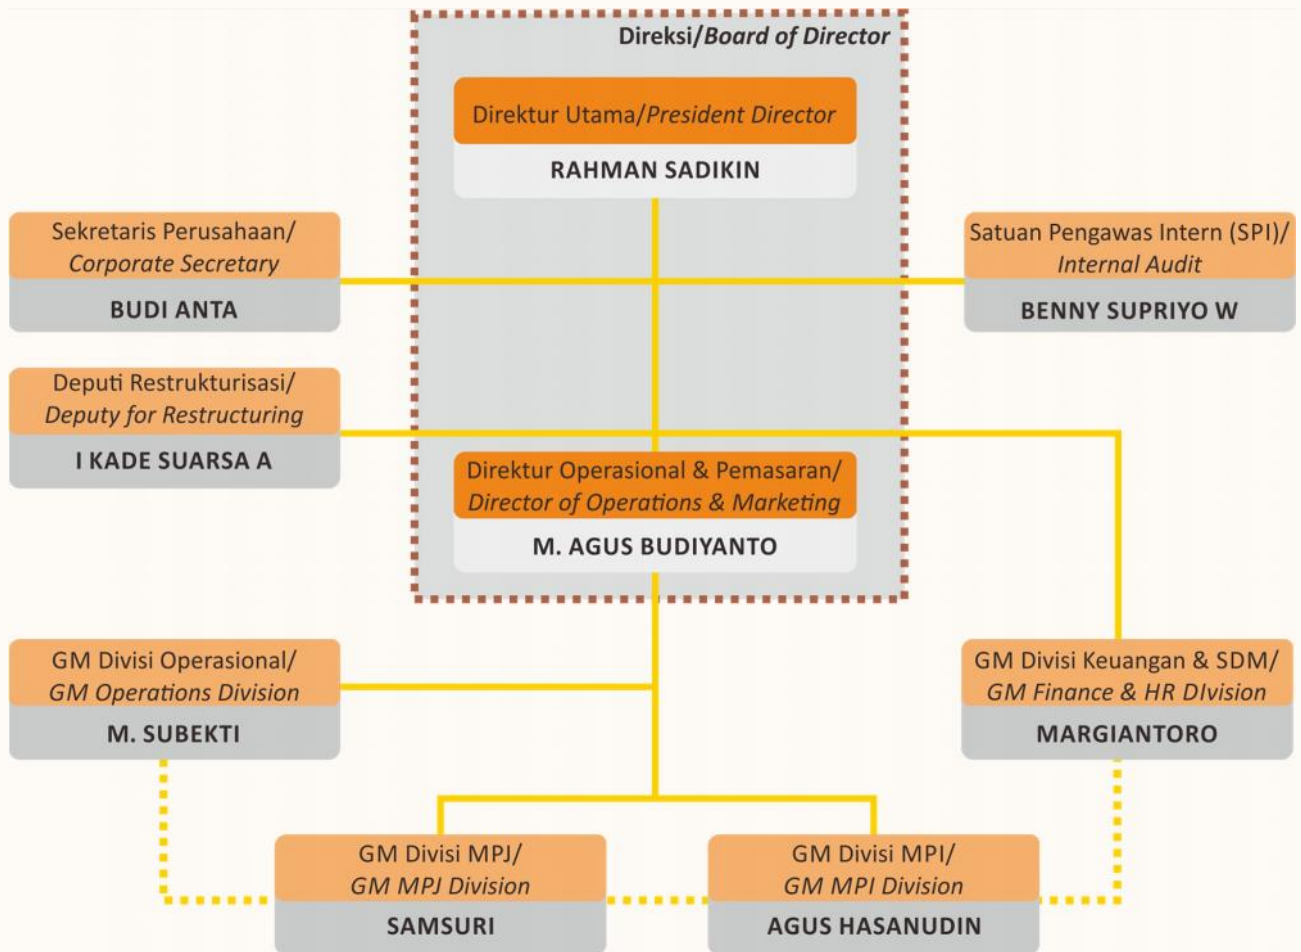 Direksi/Board of Director
Direktur Utama/President Director
RAHMAN SADIKIN
Sekretaris Perusahaan/
Corporate Secretary
BUDI ANTA
Satuan Pengawas Intern (SPI)/
Internal Audit
BENNY SUPRIYO W
Deputi Restrukturisasi/
Deputy for Restructuring
I KADE SUARSA A
Direktur Operasional & Pemasaran/
Director of Operations & Marketing
M. AGUS BUDIYANTO
GM Divisi Operasional/
GM Operations Division
M. SUBEKTI
GM Divisi Keuangan & SDM/
GM Finance & HR DIvision
MARGIANTORO
GM Divisi MPJ/
GM MPJ Division
SAMSURI
GM Divisi MPI/
GM MPI Division
AGUS HASANUDIN